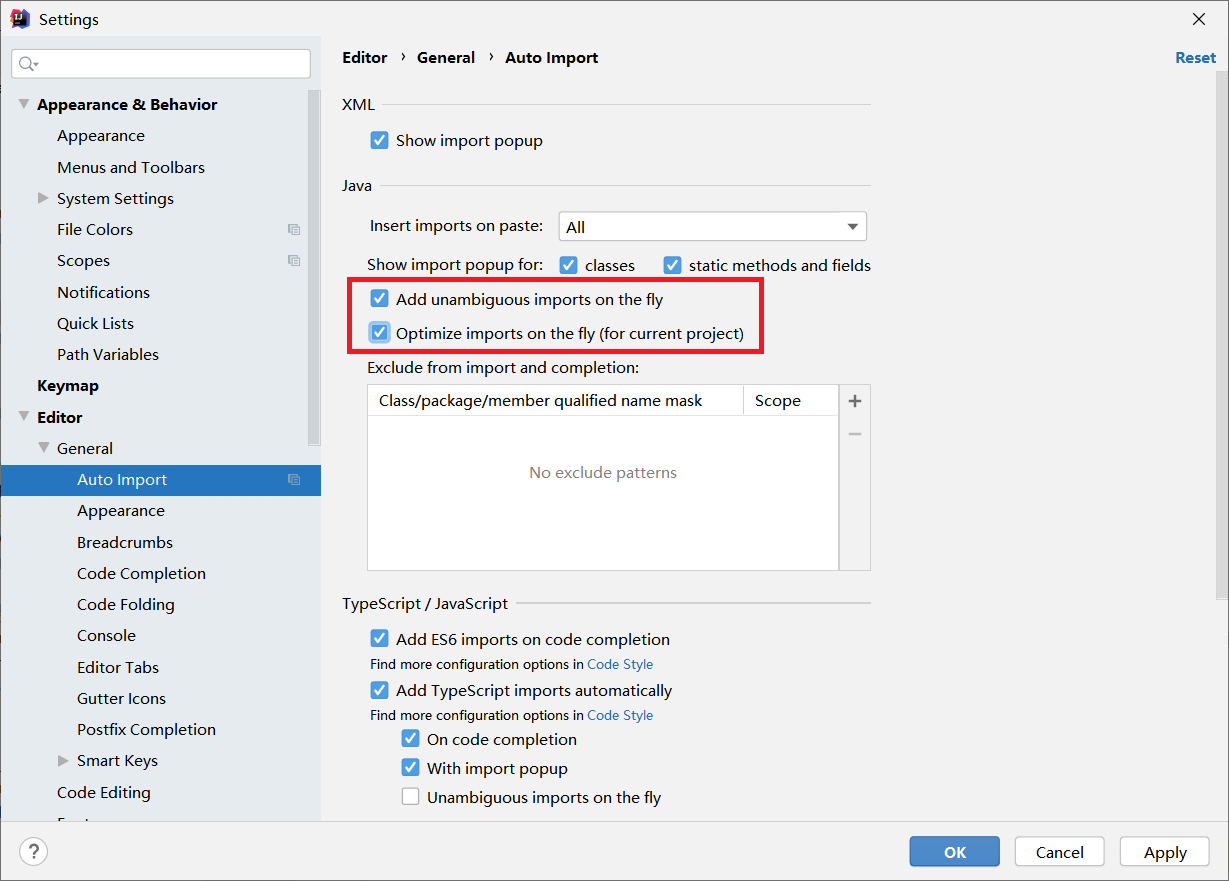 Settings
Editor › General › Auto Import
Reset
Appearance & Behavior
Appearance
Menus and Toolbars
System Settings
File Colors
Scopes
Notifications
Quick Lists
Path Variables
Keymap
Editor
General
Auto Import
Appearance
Breadcrumbs
Code Completion
Code Folding
Console
Editor Tabs
Gutter Icons
Postfix Completion
Smart Keys
Code Editing
XML
Show import popup
Java
Insert imports on paste: All
Show import popup for: classes static methods and fields
Add unambiguous imports on the fly
Optimize imports on the fly (for current project)
Exclude from import and completion:
Class/package/member qualified name mask Scope
No exclude patterns
TypeScript / JavaScript
Add ES6 imports on code completion
Find more configuration options in Code Style
Add TypeScript imports automatically
Find more configuration options in Code Style
On code completion
With import popup
Unambiguous imports on the fly
? OK Cancel Apply